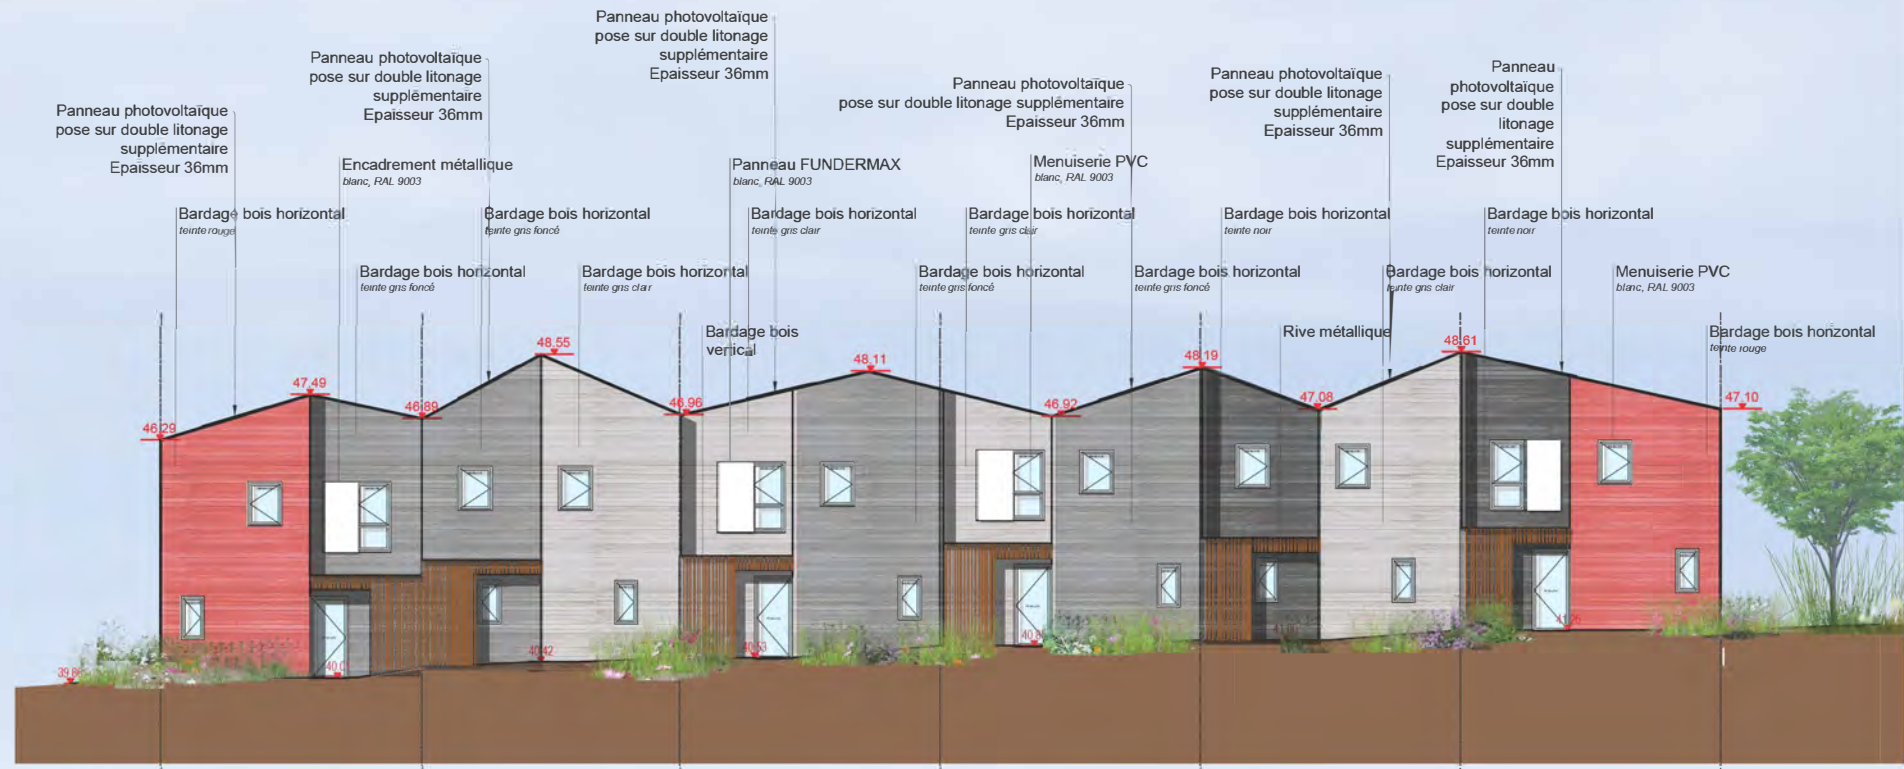 Panneau photovoltaïque
pose sur double litonage
supplémentaire
Epaisseur 36mm
Panneau photovoltaïque
pose sur double litonage
supplémentaire
Epaisseur 36mm
Panneau photovoltaïque
pose sur double litonage
supplémentaire
Epaisseur 36mm
Panneau photovoltaïque
pose sur double litonage supplémentaire
Epaisseur 36mm
Panneau photovoltaïque
pose sur double litonage
supplémentaire
Epaisseur 36mm
Panneau
photovoltaïque
pose sur double
litonage
supplémentaire
Epaisseur 36mm
Encadrement métallique
blanc, RAL 9003
Panneau FUNDERMAX
blanc, RAL 9003
Menuiserie PVC
blanc, RAL 9003
Bardage bois horizontal
teinte rouge
Bardage bois horizontal
teinte gris foncé
Bardage bois horizontal
teinte gris clair
Bardage bois horizontal
teinte gris clair
Bardage bois horizontal
teinte noir
Bardage bois horizontal
teinte noir
Bardage bois horizontal
teinte gris foncé
Bardage bois horizontal
teinte gris clair
Bardage bois horizontal
teinte gris foncé
Bardage bois horizontal
teinte gris foncé
Bardage bois horizontal
teinte gris clair
Menuiserie PVC
blanc, RAL 9003
Bardage bois
vertical
Rive métallique
Bardage bois horizontal
teinte rouge
46.29
47.49
46.89
48.55
46.96
48.11
46.92
48.19
47.08
48.61
47.10
40.01
40.42
40.53
41.25